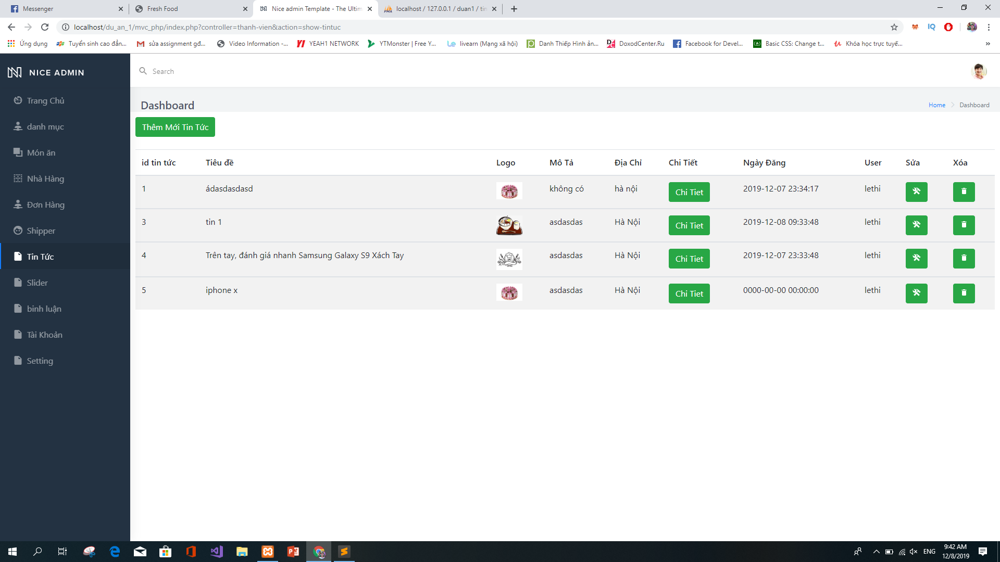 Messenger
Fresh Food
Nice admin Template - The Ultim
localhost / 127.0.0.1 / duan1 / tin
localhost/du_an_1/mvc_php/index.php?controller=thanh-vien&action=show-tintuc
Ứng dụng
Tuyển sinh cao đẳn...
sửa assignment gđ...
Video Information -...
YEAH1 NETWORK
YTMonster | Free Y...
livearn (Mạng xã hội)
Danh Thiếp Hình ản...
DoxodCenter.Ru
Facebook for Devel...
Basic CSS: Change t...
Khóa học trực tuyế...
NICE ADMIN
Search
Trang Chủ
danh mục
Món ăn
Nhà Hàng
Đơn Hàng
Shipper
Tin Tức
Slider
bình luận
Tài Khoản
Setting
Dashboard
Home
Dashboard
Thêm Mới Tin Tức
id tin tức Tiêu đề Logo Mô Tả Địa Chỉ Chi Tiết Ngày Đăng User Sửa Xóa
1 ádasdasdasd không có hà nội Chi Tiet 2019-12-07 23:34:17 lethi
3 tin 1 asdasdas Hà Nội Chi Tiet 2019-12-08 09:33:48 lethi
4 Trên tay, đánh giá nhanh Samsung Galaxy S9 Xách Tay asdasdas Hà Nội Chi Tiet 2019-12-07 23:33:48 lethi
5 iphone x asdasdas Hà Nội Chi Tiet 0000-00-00 00:00:00 lethi
ENG
9:42 AM
12/8/2019